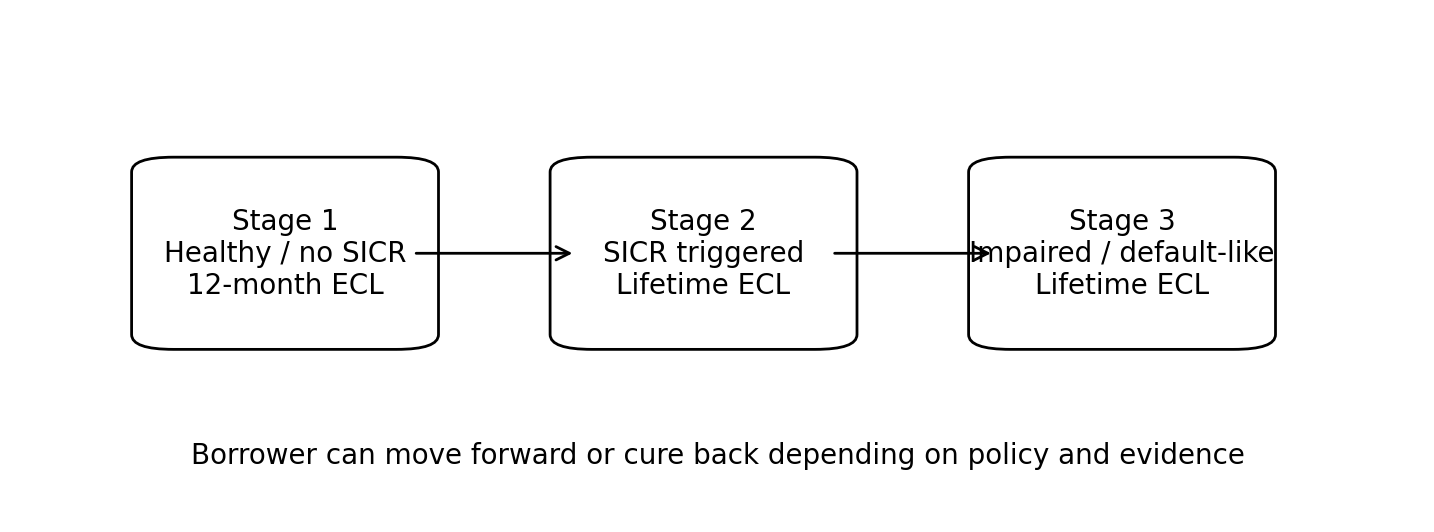 Stage 1
Healthy / no SICR
12-month ECL
Stage 2
SICR triggered
Lifetime ECL
Stage 3
Impaired / default-like
Lifetime ECL
Borrower can move forward or cure back depending on policy and evidence